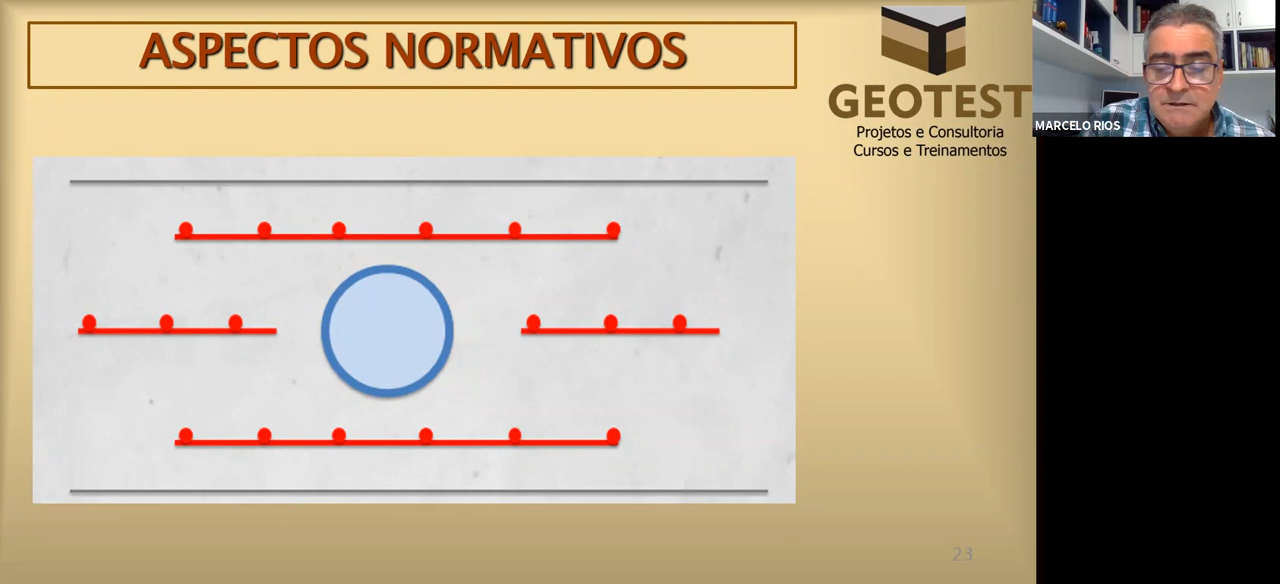 ASPECTOS NORMATIVOS
GEOTEST
Projetos e Consultoria
Cursos e Treinamentos
MARCELO RIOS
23